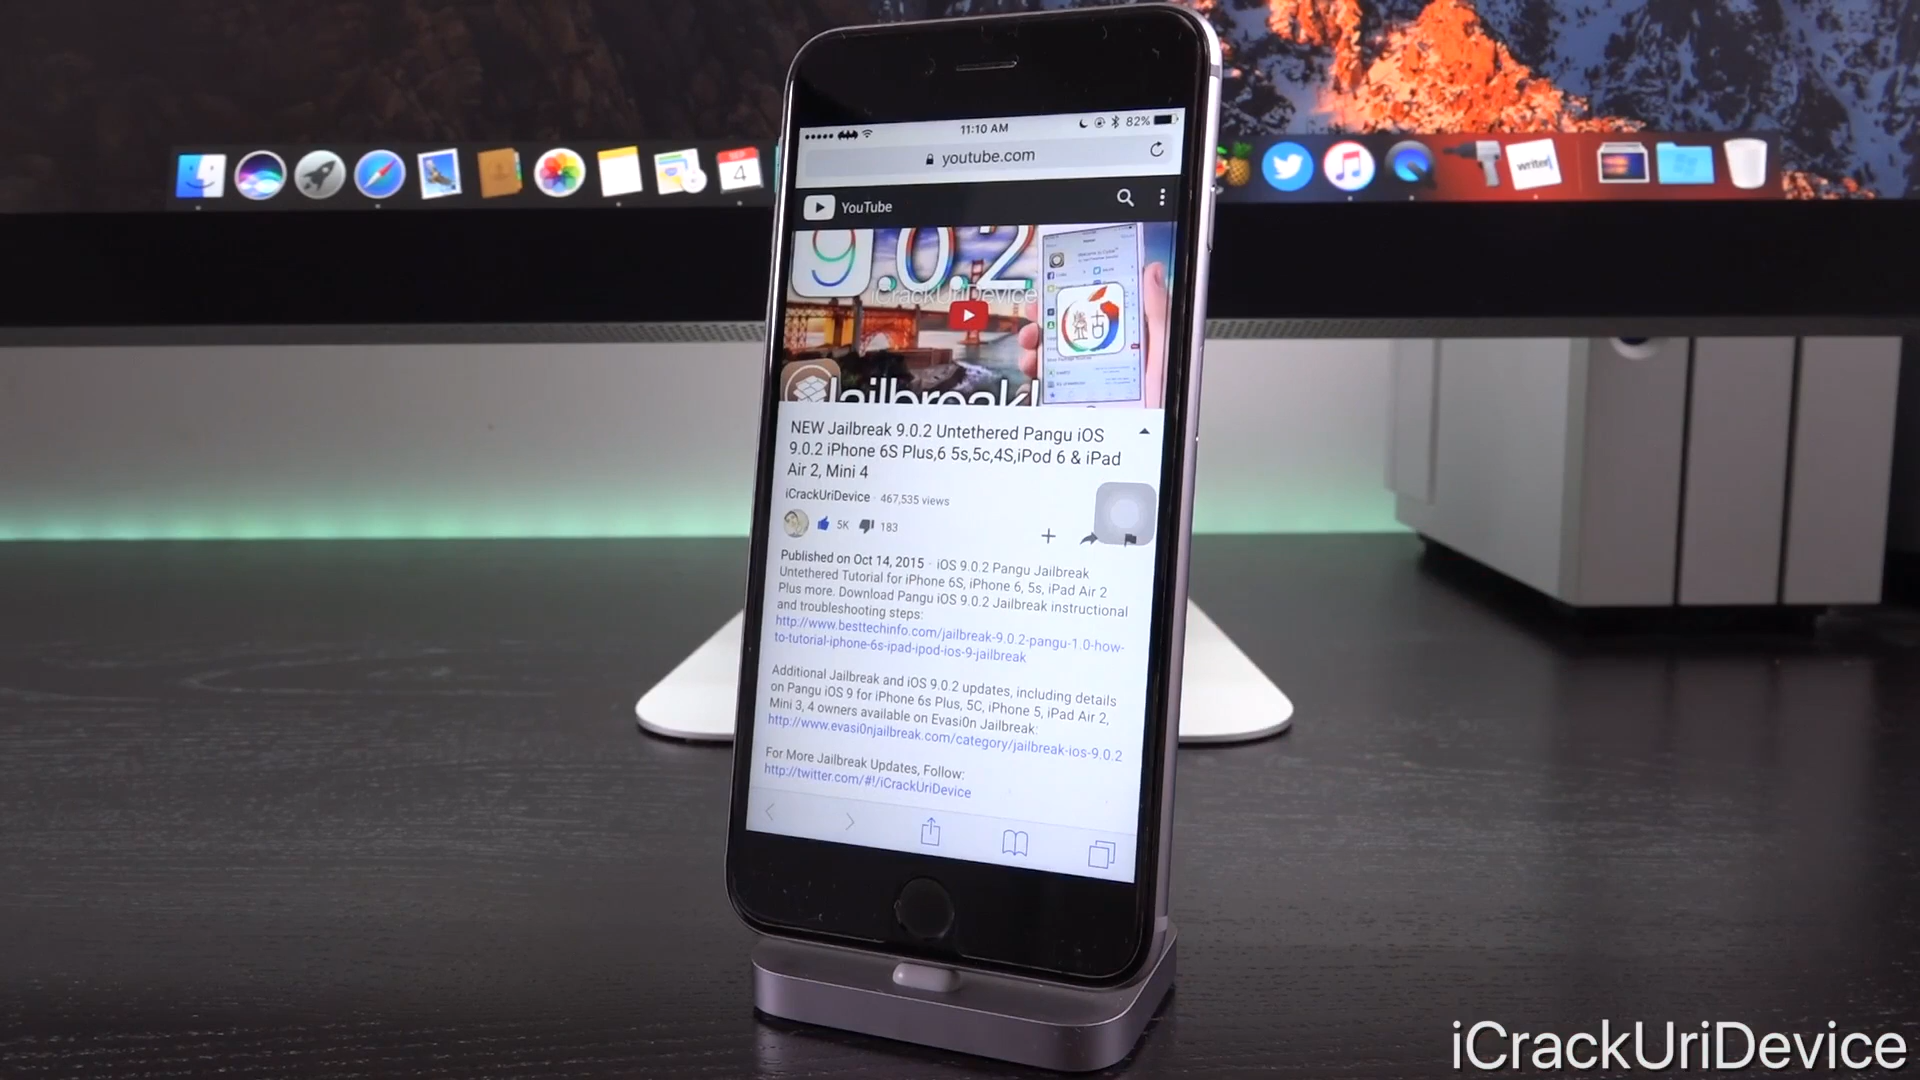 11:10 AM
82%
youtube.com
YouTube
SEP
4
writer
9.0.2
iCrackUriDevice
Jailbreak!
NEW Jailbreak 9.0.2 Untethered Pangu iOS
9.0.2 iPhone 6S Plus,6 5s,5c,4S,iPod 6 & iPad
Air 2, Mini 4
iCrackUriDevice · 467,535 views
5K 183
Published on Oct 14, 2015 · iOS 9.0.2 Pangu Jailbreak
Untethered Tutorial for iPhone 6S, iPhone 6, 5s, iPad Air 2
Plus more. Download Pangu iOS 9.0.2 Jailbreak instructional
and troubleshooting steps:
http://www.besttechinfo.com/jailbreak-9.0.2-pangu-1.0-how-
to-tutorial-iphone-6s-ipad-ipod-ios-9-jailbreak
Additional Jailbreak and iOS 9.0.2 updates, including details
on Pangu iOS 9 for iPhone 6s Plus, 5C, iPhone 5, iPad Air 2,
Mini 3, 4 owners available on Evasi0n Jailbreak:
http://www.evasi0njailbreak.com/category/jailbreak-ios-9.0.2
For More Jailbreak Updates, Follow:
http://twitter.com/#!/iCrackUriDevice
iCrackUriDevice